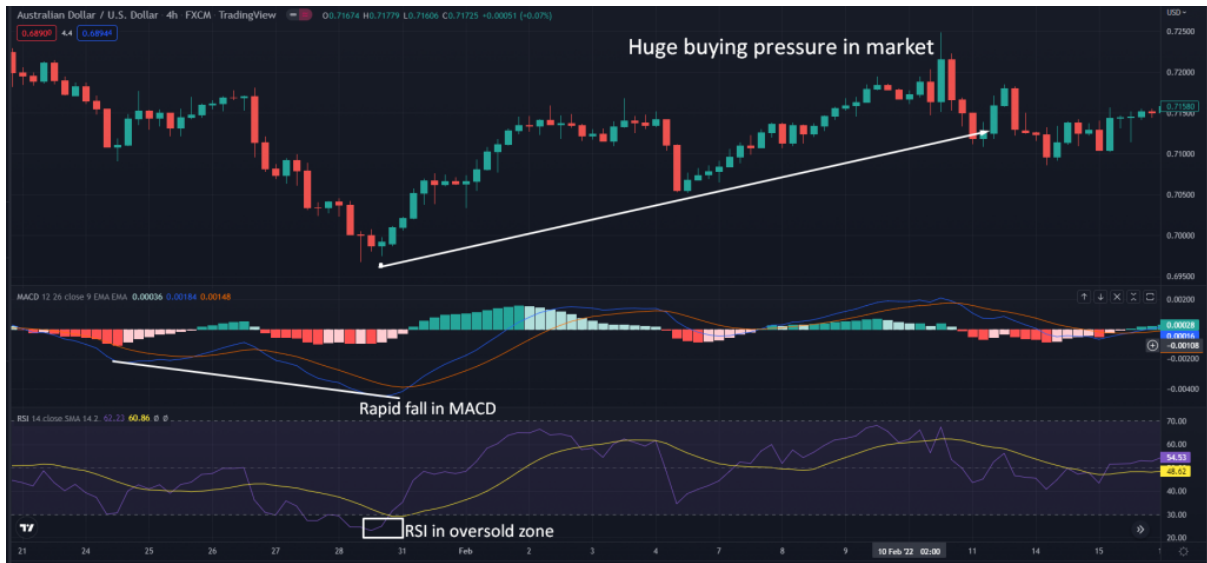 Australian Dollar / U.S. Dollar · 4h · FXCM · TradingView O0.71674 H0.71779 L0.71606 C0.71725 +0.00051 (+0.07%)
USD
0.68900 4.4 0.68944
Huge buying pressure in market
0.72500
0.72000
0.71580
0.71500
0.71000
0.70500
0.70000
0.69500
MACD 12 26 close 9 EMA EMA 0.00036 0.00184 0.00148
0.00200
0.00028
0.00016
−0.00108
−0.00200
−0.00400
Rapid fall in MACD
RSI 14 close SMA 14 2 62.23 60.86 ø ø
70.00
60.00
54.53
48.62
40.00
30.00
20.00
RSI in oversold zone
21 24 25 26 27 28 31 Feb 2 3 4 7 8 9 10 Feb '22 02:00 11 14 15